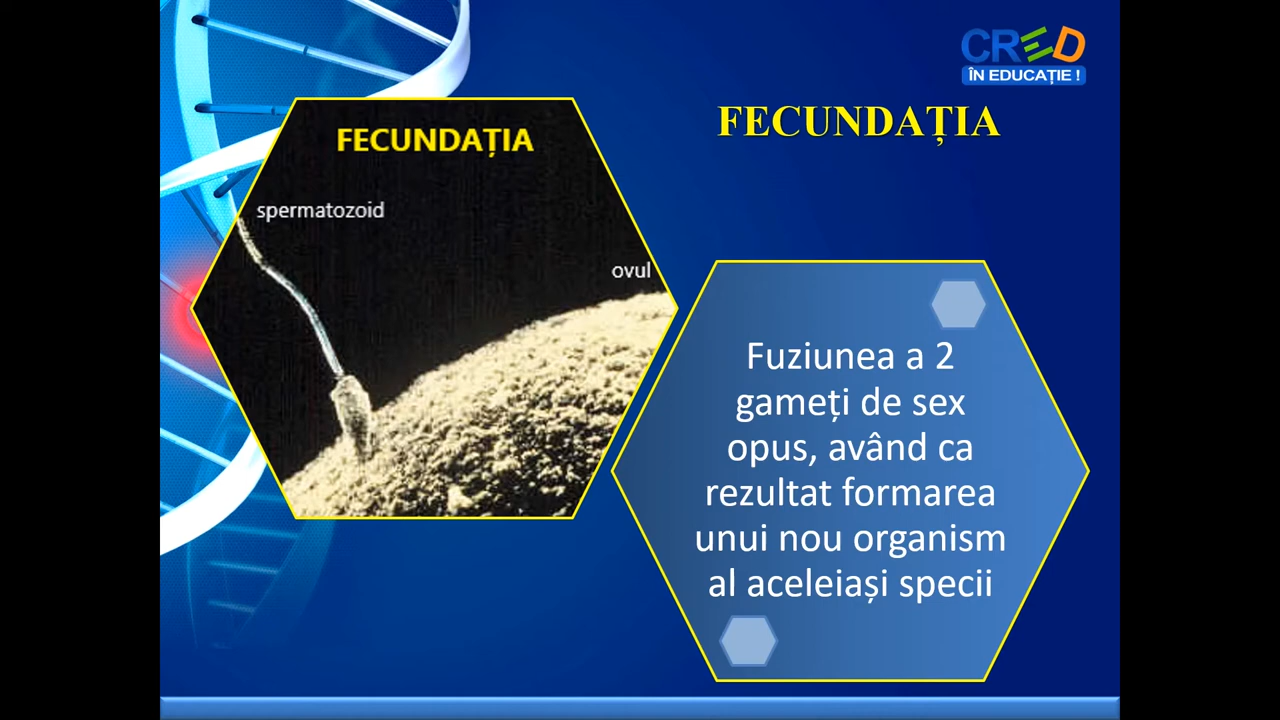 CRED
ÎN EDUCAȚIE !
FECUNDAȚIA
FECUNDAȚIA
spermatozoid
ovul
Fuziunea a 2
gameți de sex
opus, având ca
rezultat formarea
unui nou organism
al aceleiași specii